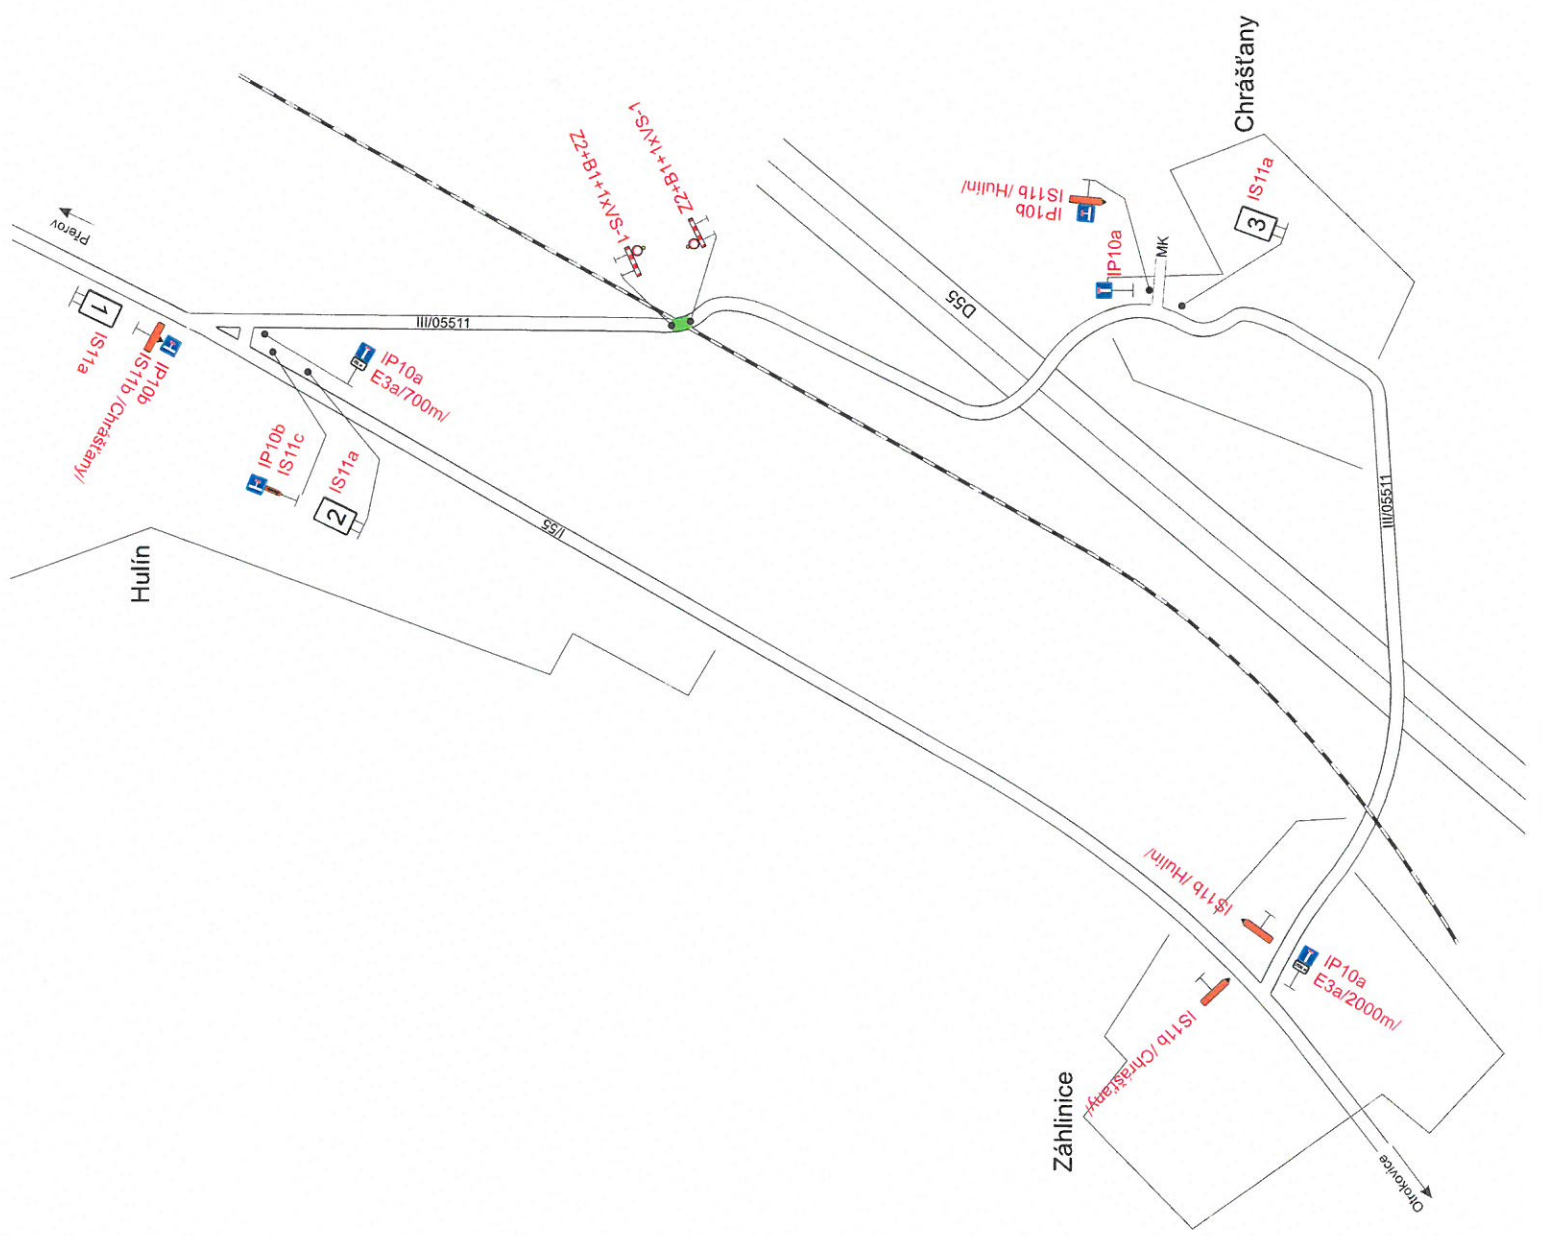 Chrášťany
Přerov
Z2+B1+1xVS-1
Z2+B1+1xVS-1
IP10b
IS11b /Hulín/
IP10a
MK
3
IS11a
1
IS11a
IP10b
IS11b /Chrášťany/
III/05511
D55
IP10a
E3a/700m/
IP10b
IS11c
2
IS11a
Hulín
I/55
III/05511
IS11b /Hulín/
IP10a
E3a/2000m/
IS11b /Chrášťany/
Záhlinice
Otrokovice